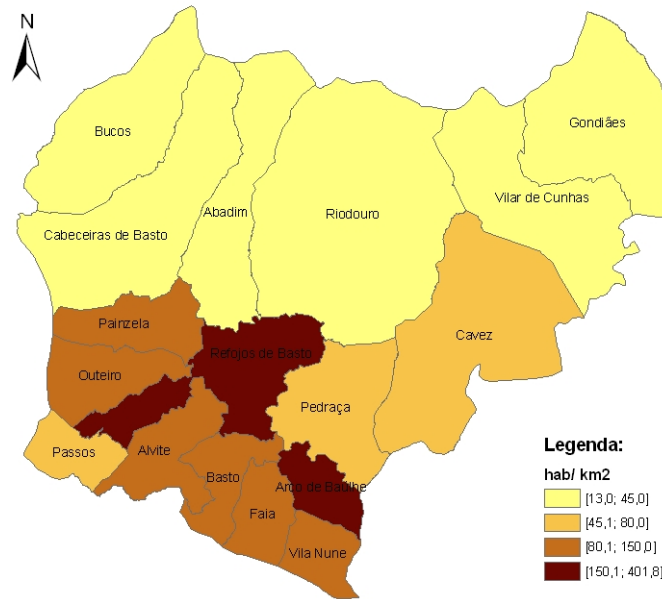 N
Bucos
Gondiães
Abadim
Riodouro
Vilar de Cunhas
Cabeceiras de Basto
Painzela
Refojos de Basto
Cavez
Outeiro
Pedraça
Passos
Alvite
Basto
Arco de Baúlhe
Faia
Vila Nune
Legenda:
hab/ km2
[13,0; 45,0]
[45,1; 80,0]
[80,1; 150,0]
[150,1; 401,8]